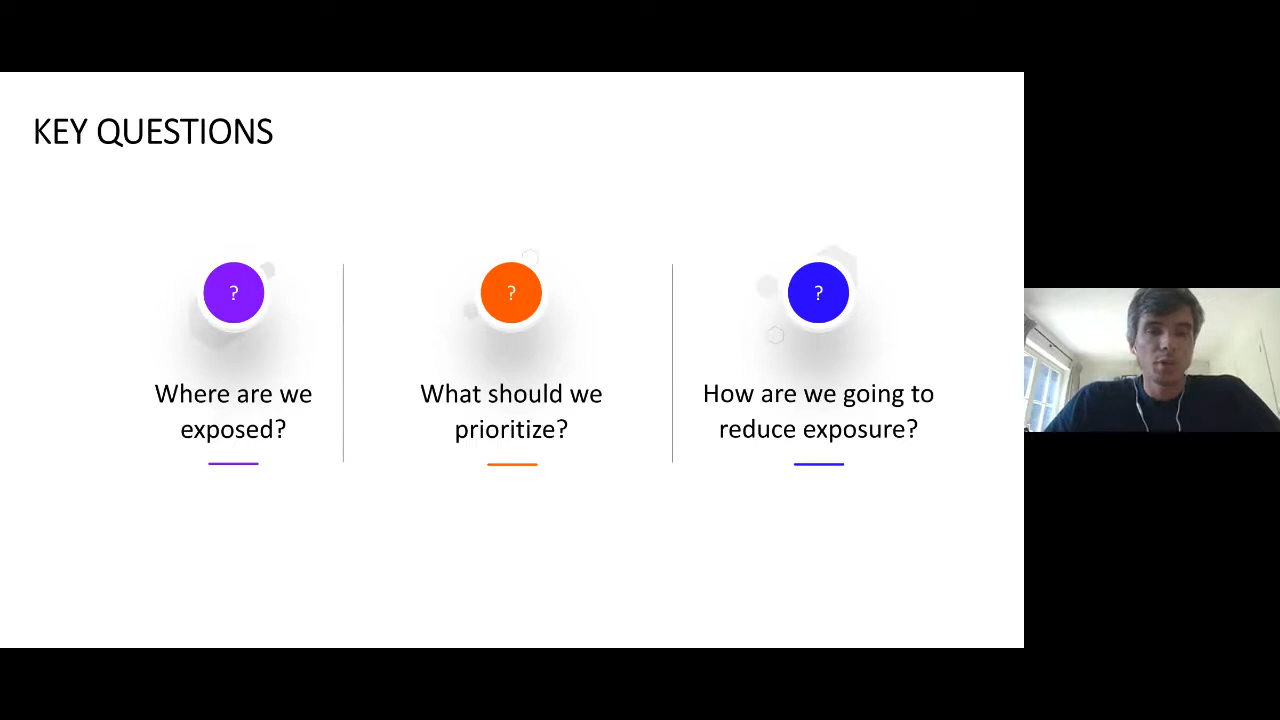 KEY QUESTIONS
?
?
?
Where are we
exposed?
What should we
prioritize?
How are we going to
reduce exposure?